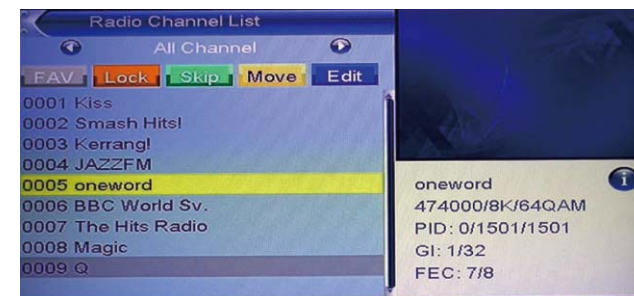 Radio Channel List
All Channel
FAV Lock Skip Move Edit
0001 Kiss
0002 Smash Hits!
0003 Kerrang!
0004 JAZZFM
0005 oneword
0006 BBC World Sv.
0007 The Hits Radio
0008 Magic
0009 Q
oneword
474000/8K/64QAM
PID: 0/1501/1501
GI: 1/32
FEC: 7/8